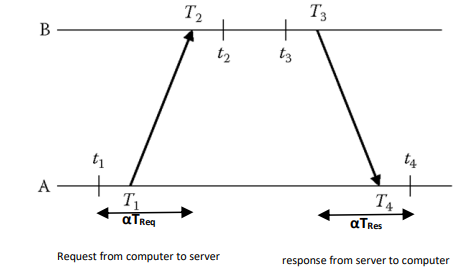 T₂ T₃
B
t₂ t₃
t₁ t₄
A
T₁ T₄
αTReq αTRes
Request from computer to server response from server to computer